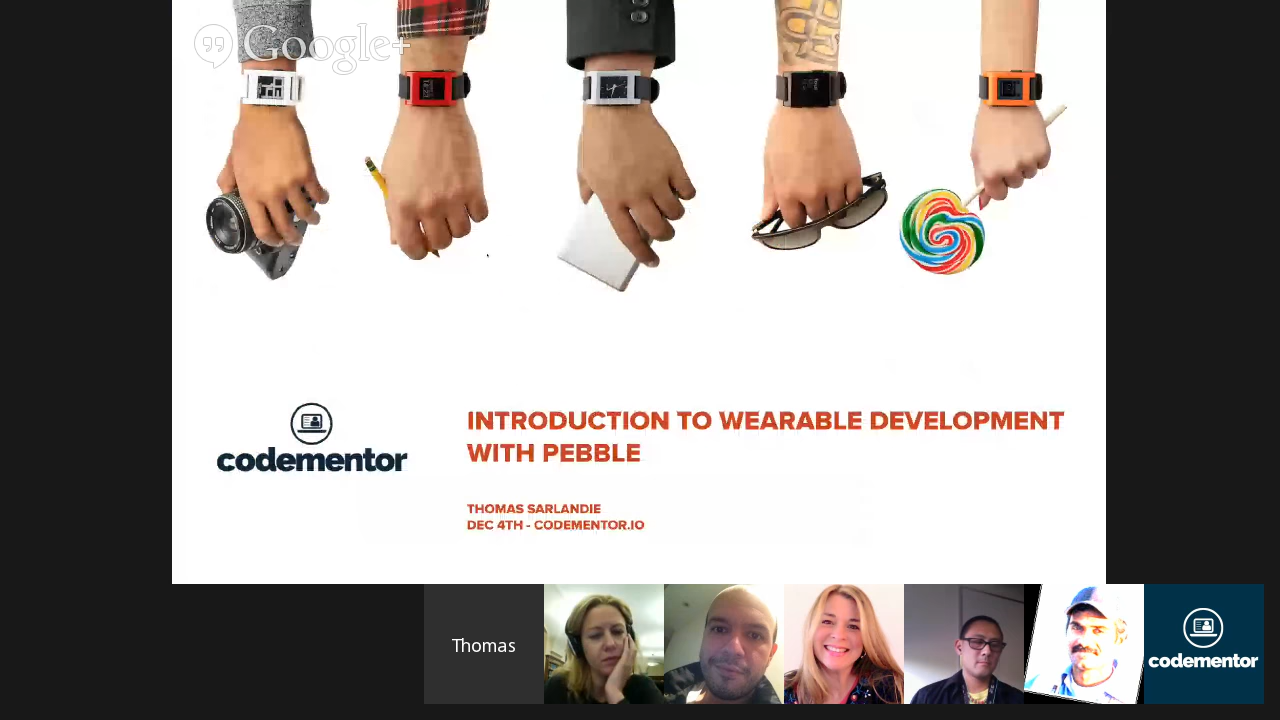 Google+
codementor
INTRODUCTION TO WEARABLE DEVELOPMENT
WITH PEBBLE
THOMAS SARLANDIE
DEC 4TH - CODEMENTOR.IO
Thomas
codementor